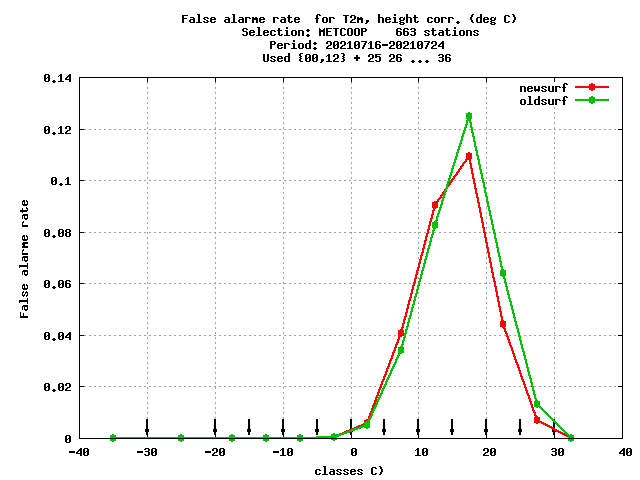 False alarme rate  for T2m, height corr. (deg C)
Selection: METCOOP    663 stations
Period: 20210716-20210724
Used {00,12} + 25 26 ... 36
newsurf
oldsurf
0.14
0.12
0.1
0.08
0.06
0.04
0.02
0
False alarme rate
-40 -30 -20 -10 0 10 20 30 40
classes C)